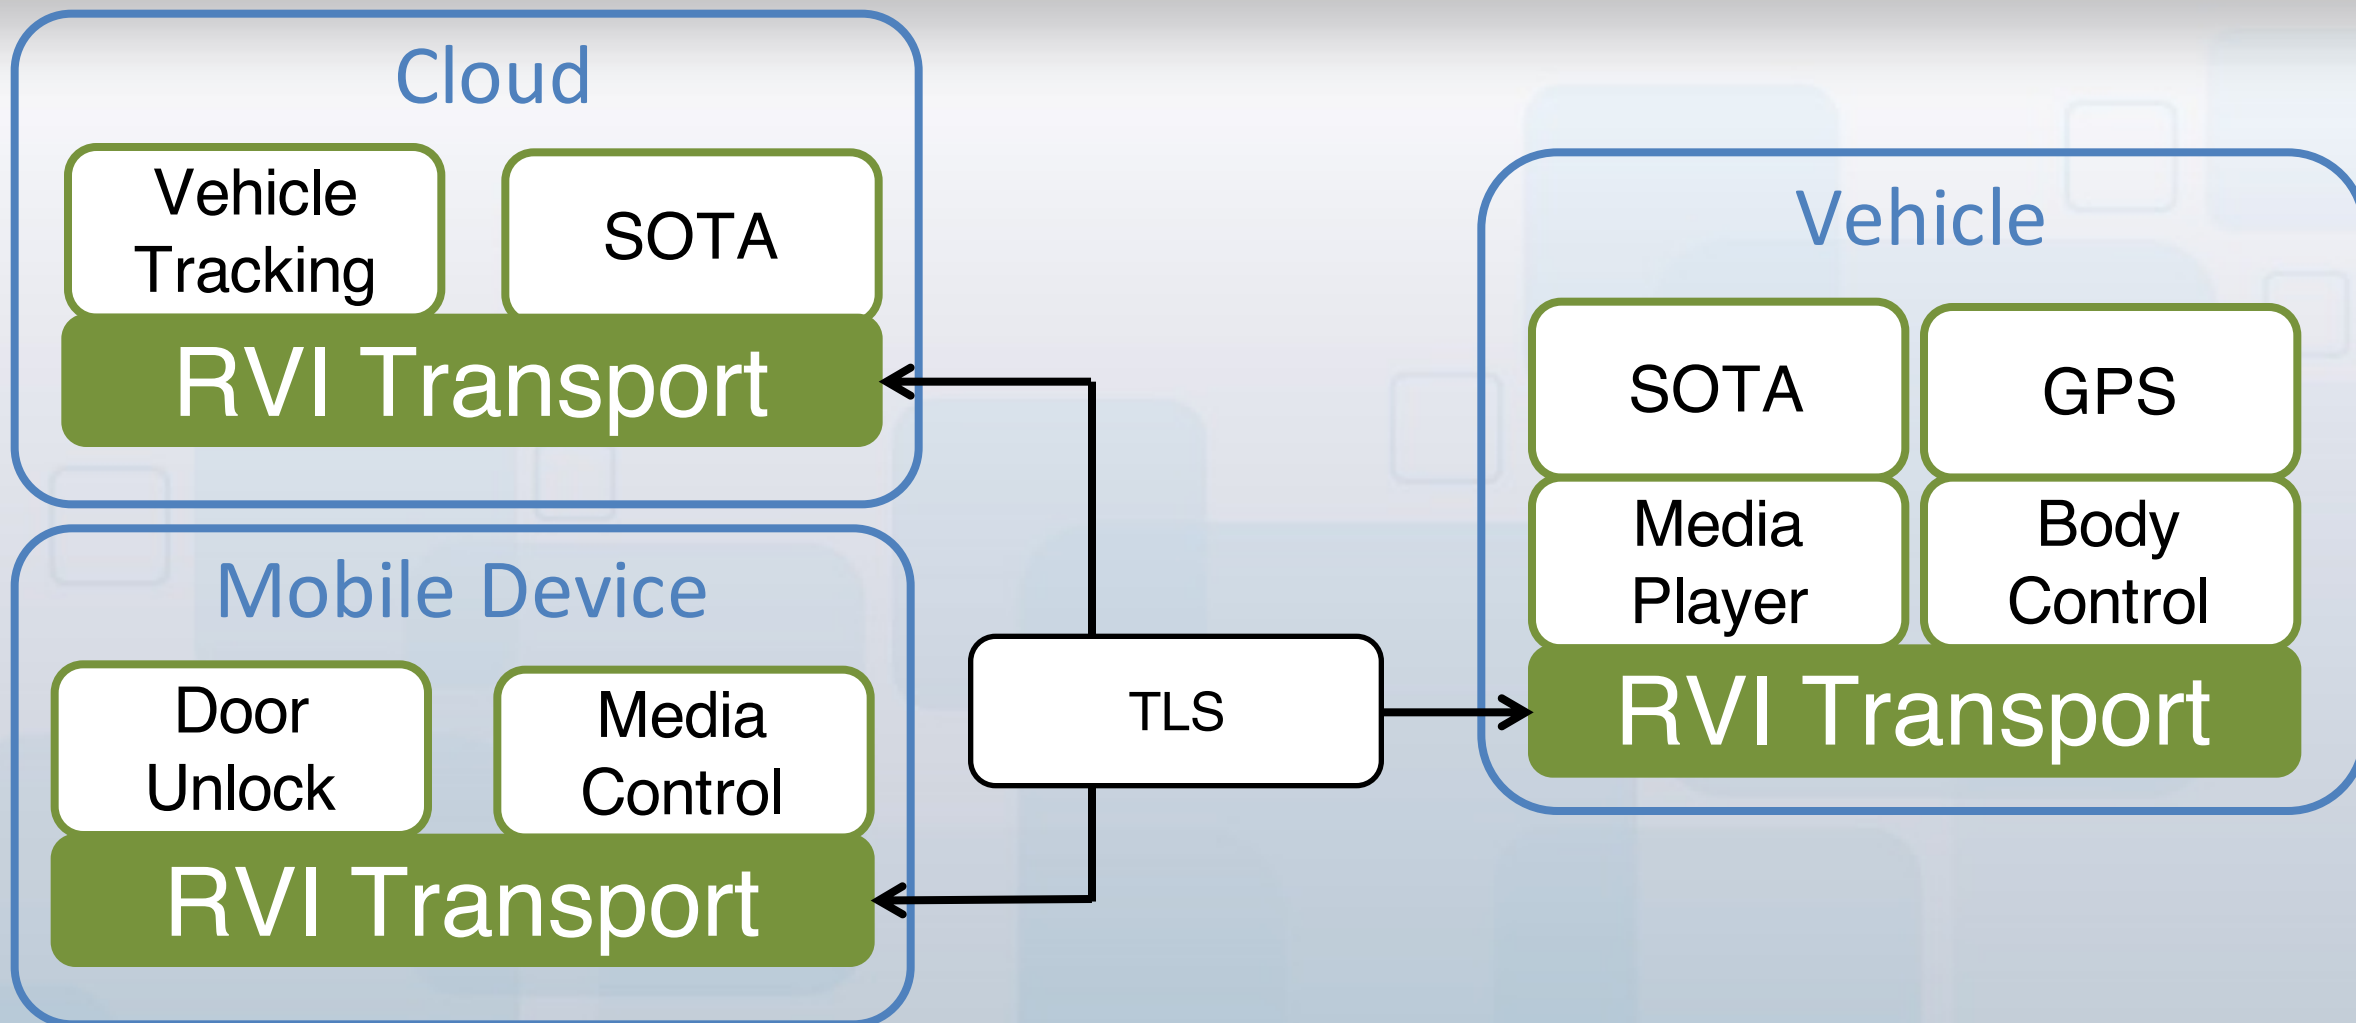 Cloud
Vehicle
Tracking
SOTA
RVI Transport
Mobile Device
Door
Unlock
Media
Control
RVI Transport
TLS
Vehicle
SOTA
GPS
Media
Player
Body
Control
RVI Transport